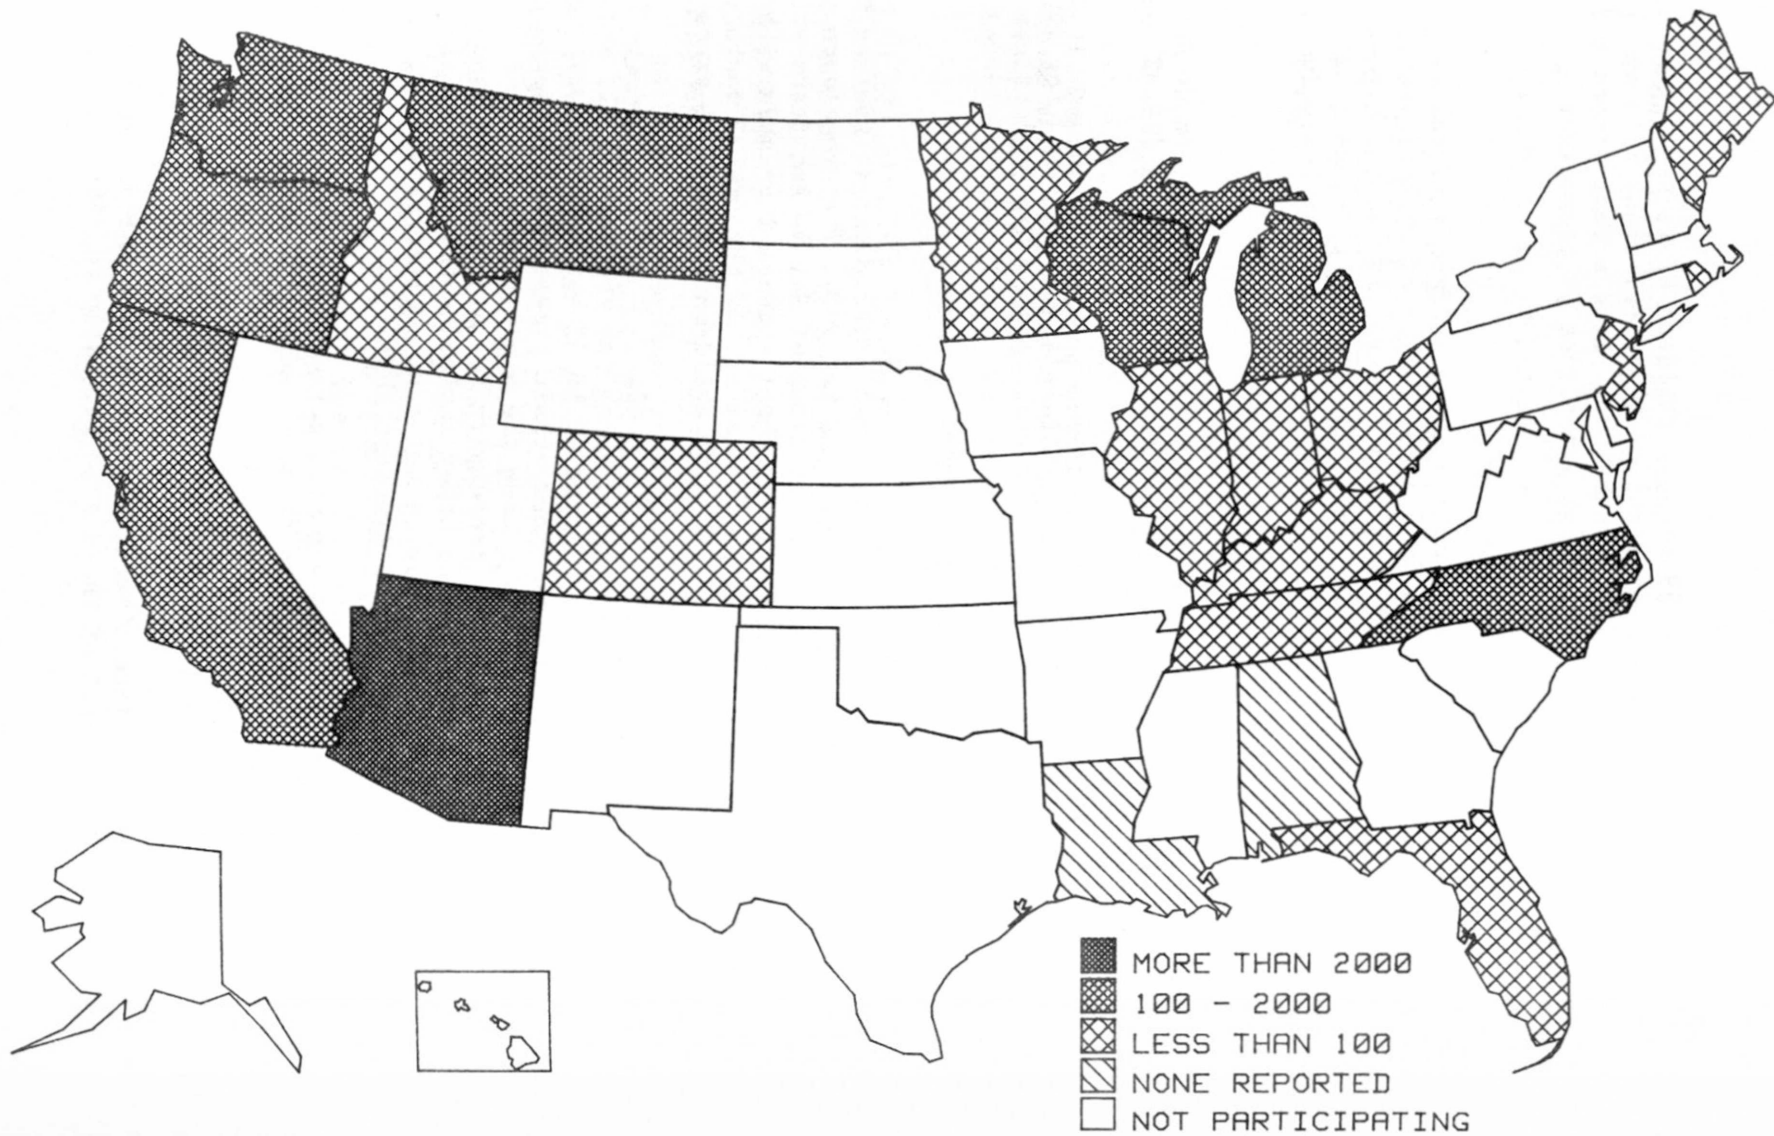 MORE THAN 2000
100 - 2000
LESS THAN 100
NONE REPORTED
NOT PARTICIPATING